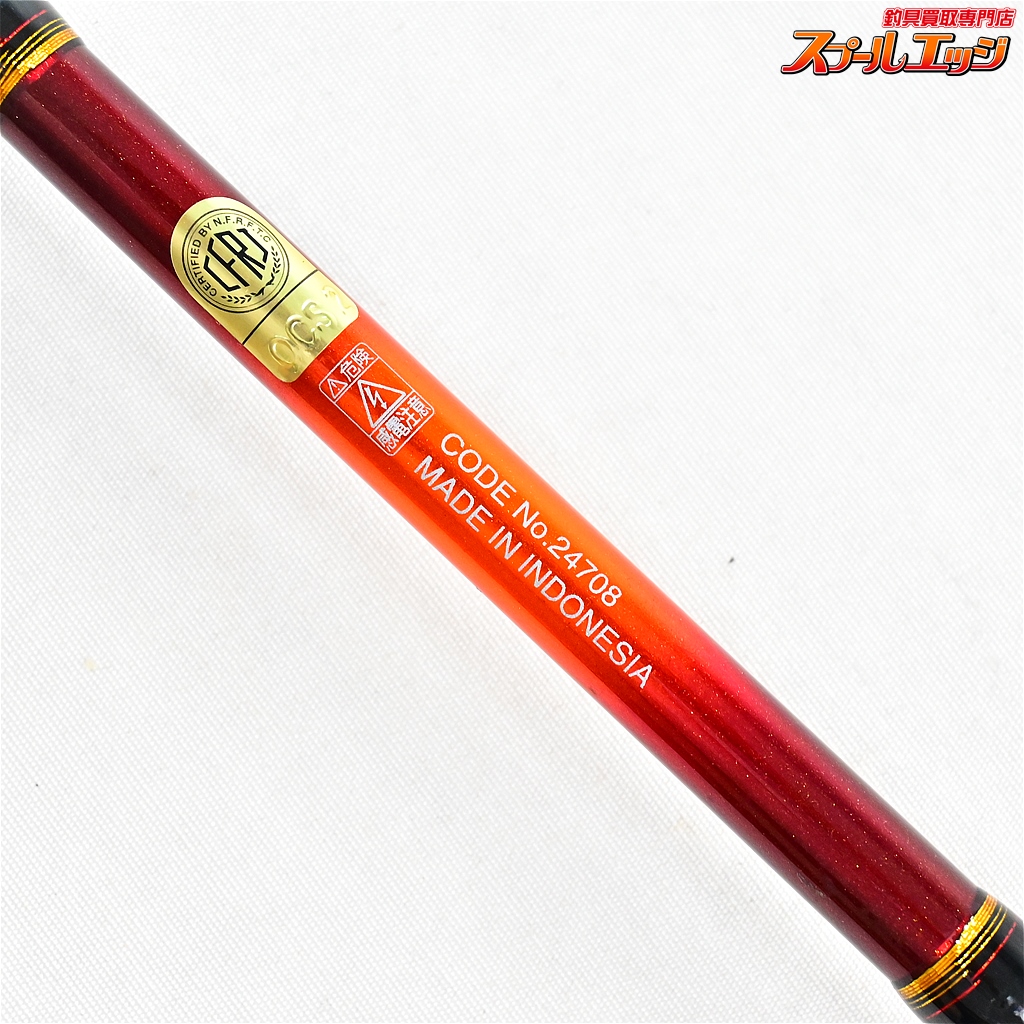 釣具買取専門店
スプールエッジ
CERTIFIED BY N.F.R.F.T.C
CFRJ
危険
感電注意
CODE No.24708
MADE IN INDONESIA